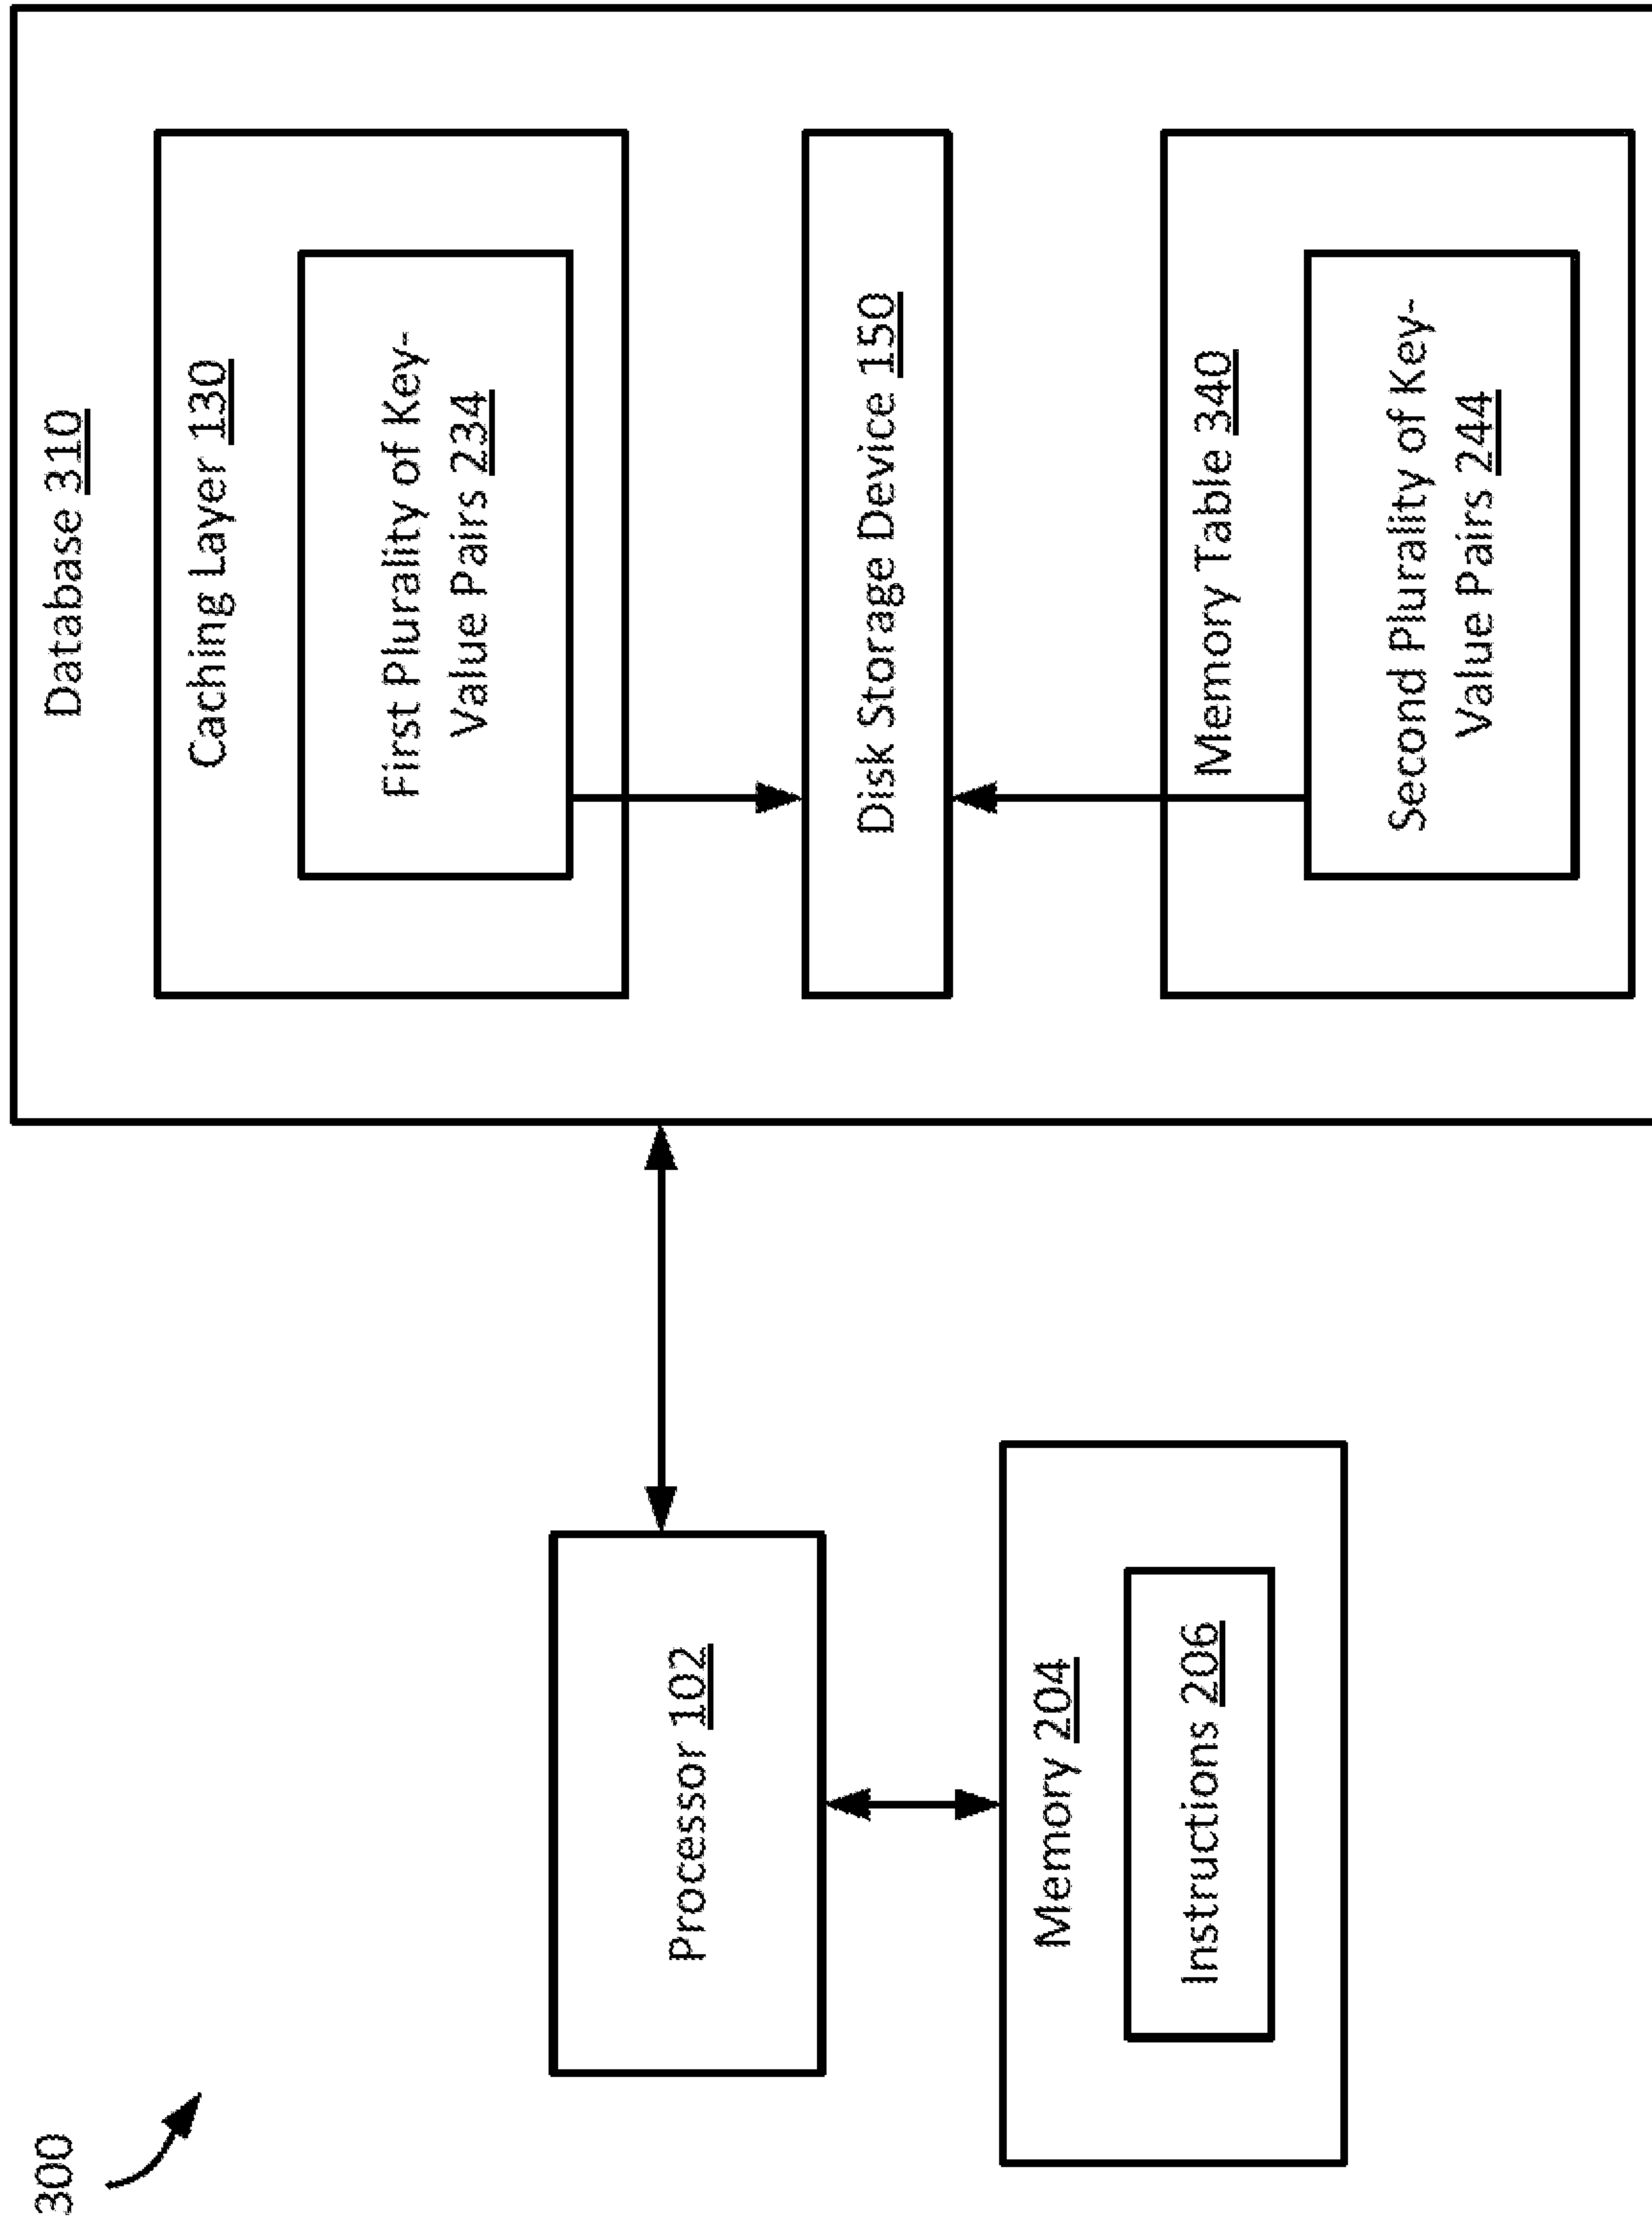 300
Processor 102
Memory 204
Instructions 206
Database 310
Caching Layer 130
First Plurality of Key-
Value Pairs 234
Disk Storage Device 150
Memory Table 340
Second Plurality of Key-
Value Pairs 244